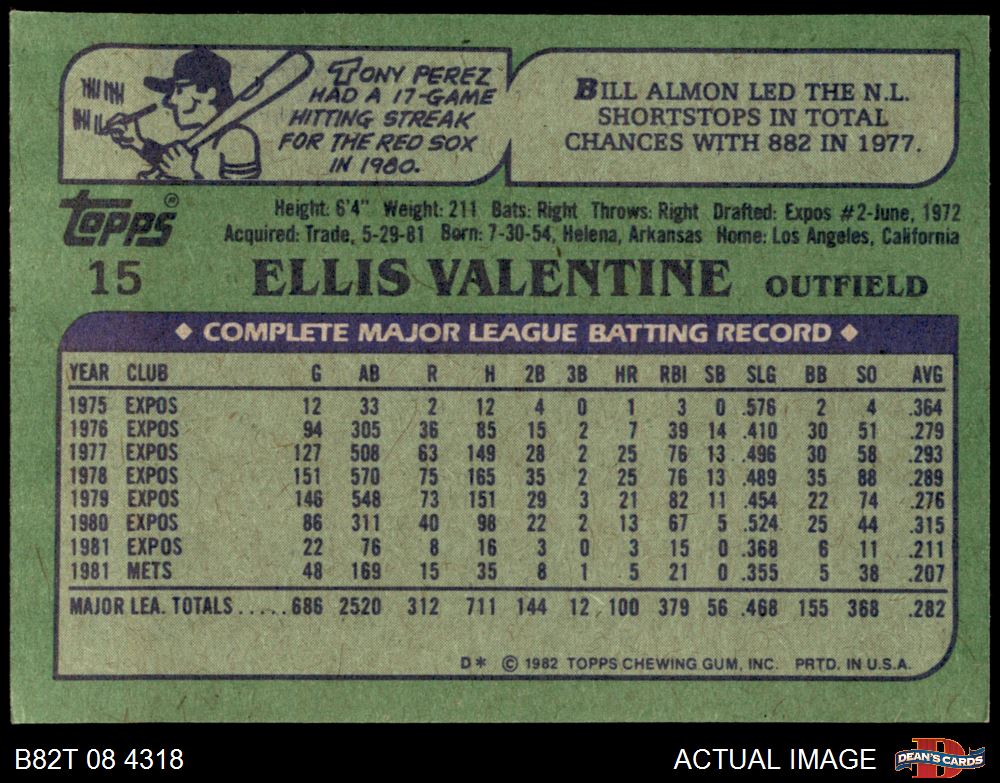 TONY PEREZ
HAD A 17-GAME
HITTING STREAK
FOR THE RED SOX
IN 1980.
BILL ALMON LED THE N.L.
SHORTSTOPS IN TOTAL
CHANCES WITH 882 IN 1977.
TOPPS®
Height: 6'4" Weight: 211 Bats: Right Throws: Right Drafted: Expos #2-June, 1972
Acquired: Trade, 5-29-81 Born: 7-30-54, Helena, Arkansas Home: Los Angeles, California
15 ELLIS VALENTINE OUTFIELD
◆ COMPLETE MAJOR LEAGUE BATTING RECORD ◆
YEAR CLUB G AB R H 2B 3B HR RBI SB SLG BB SO AVG
1975 EXPOS 12 33 2 12 4 0 1 3 0 .576 2 4 .364
1976 EXPOS 94 305 36 85 15 2 7 39 14 .410 30 51 .279
1977 EXPOS 127 508 63 149 28 2 25 76 13 .496 30 58 .293
1978 EXPOS 151 570 75 165 35 2 25 76 13 .489 35 88 .289
1979 EXPOS 146 548 73 151 29 3 21 82 11 .454 22 74 .276
1980 EXPOS 86 311 40 98 22 2 13 67 5 .524 25 44 .315
1981 EXPOS 22 76 8 16 3 0 3 15 0 .368 6 11 .211
1981 METS 48 169 15 35 8 1 5 21 0 .355 5 38 .207
MAJOR LEA. TOTALS.....686 2520 312 711 144 12 100 379 56 .468 155 368 .282
D* © 1982 TOPPS CHEWING GUM, INC. PRTD. IN U.S.A.
B82T 08 4318 ACTUAL IMAGE D DEAN'S CARDS